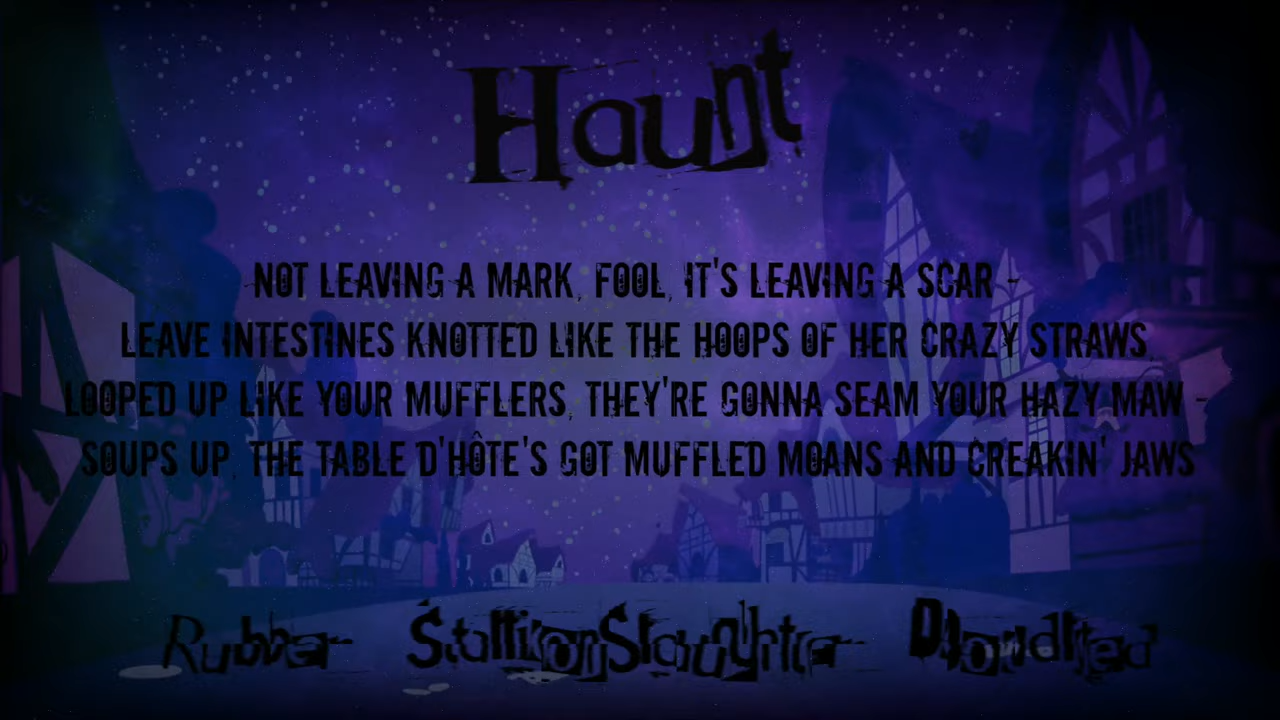 Haunt
NOT LEAVING A MARK, FOOL, IT'S LEAVING A SCAR -
LEAVE INTESTINES KNOTTED LIKE THE HOOPS OF HER CRAZY STRAWS,
LOOPED UP LIKE YOUR MUFFLERS, THEY'RE GONNA SEAM YOUR HAZY MAW -
SOUPS UP, THE TABLE D'HÔTE'S GOT MUFFLED MOANS AND CREAKIN' JAWS
Rubber StallionSlaughter